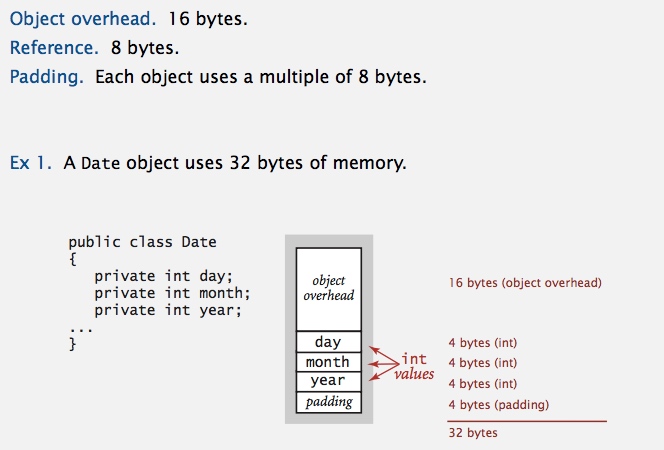 Object overhead. 16 bytes.
Reference. 8 bytes.
Padding. Each object uses a multiple of 8 bytes.
Ex 1. A Date object uses 32 bytes of memory.
public class Date
{
private int day;
private int month;
private int year;
...
}
object
overhead
day
month
year
padding
int
values
16 bytes (object overhead)
4 bytes (int)
4 bytes (int)
4 bytes (int)
4 bytes (padding)
32 bytes